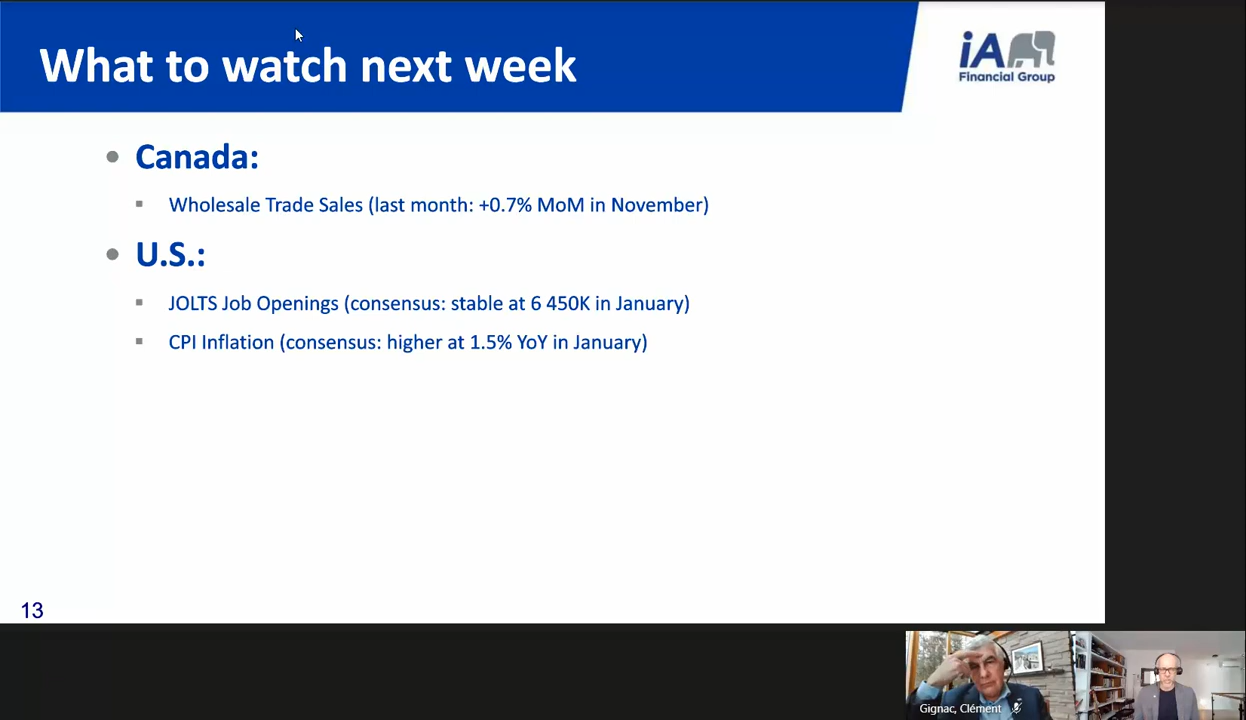 What to watch next week
iA
Financial Group
Canada:
Wholesale Trade Sales (last month: +0.7% MoM in November)
U.S.:
JOLTS Job Openings (consensus: stable at 6 450K in January)
CPI Inflation (consensus: higher at 1.5% YoY in January)
13
Gignac, Clément